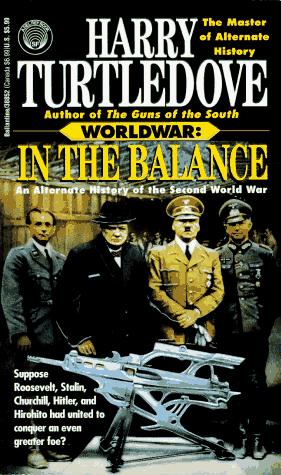 The Master
of Alternate
History
HARRY
TURTLEDOVE
Author of The Guns of the South
WORLDWAR:
IN THE BALANCE
An Alternate History of the Second World War
Suppose
Roosevelt, Stalin,
Churchill, Hitler, and
Hirohito had united to
conquer an even
greater foe?
SF